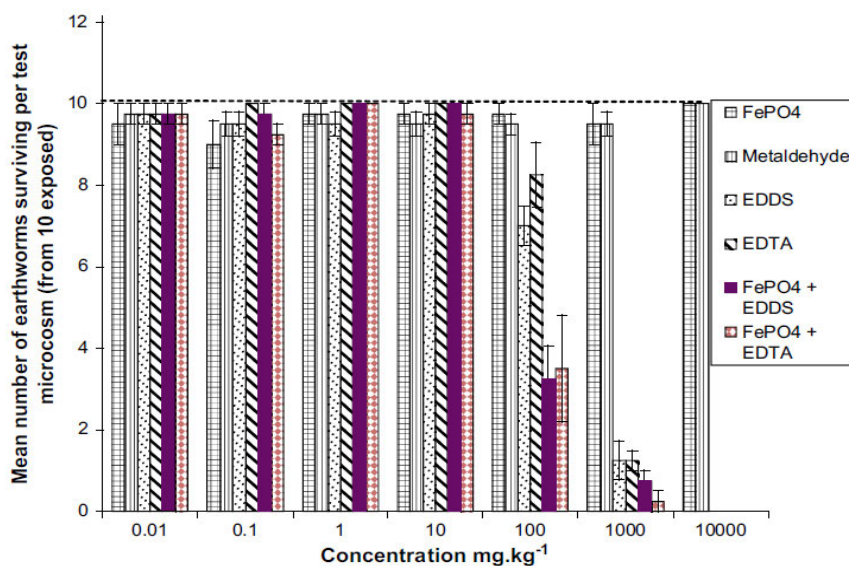 Mean number of earthworms surviving per test
microcosm (from 10 exposed)
12
10
8
6
4
2
0
0.01 0.1 1 10 100 1000 10000
Concentration mg.kg⁻¹
FePO4
Metaldehyde
EDDS
EDTA
FePO4 +
EDDS
FePO4 +
EDTA